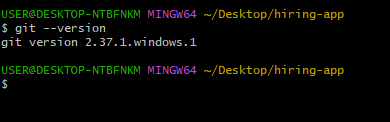 USER@DESKTOP-NTBFNKM MINGW64 ~/Desktop/hiring-app
$ git --version
git version 2.37.1.windows.1
USER@DESKTOP-NTBFNKM MINGW64 ~/Desktop/hiring-app
$